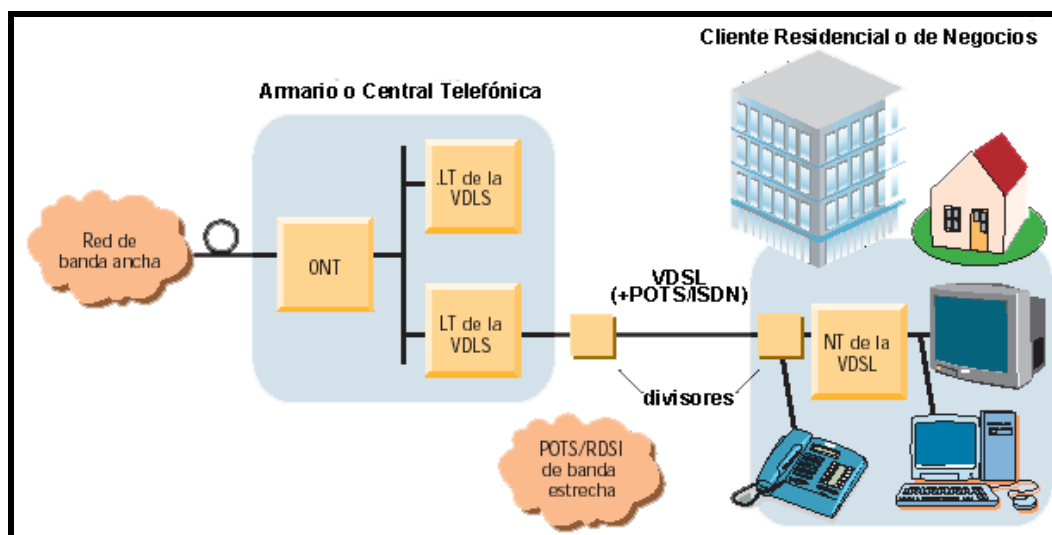 Cliente Residencial o de Negocios
Armario o Central Telefónica
.LT de la
VDLS
Red de
banda ancha
ONT
VDSL
(+POTS/ISDN)
LT de la
VDLS
NT de la
VDSL
divisores
POTS/RDSI
de banda
estrecha